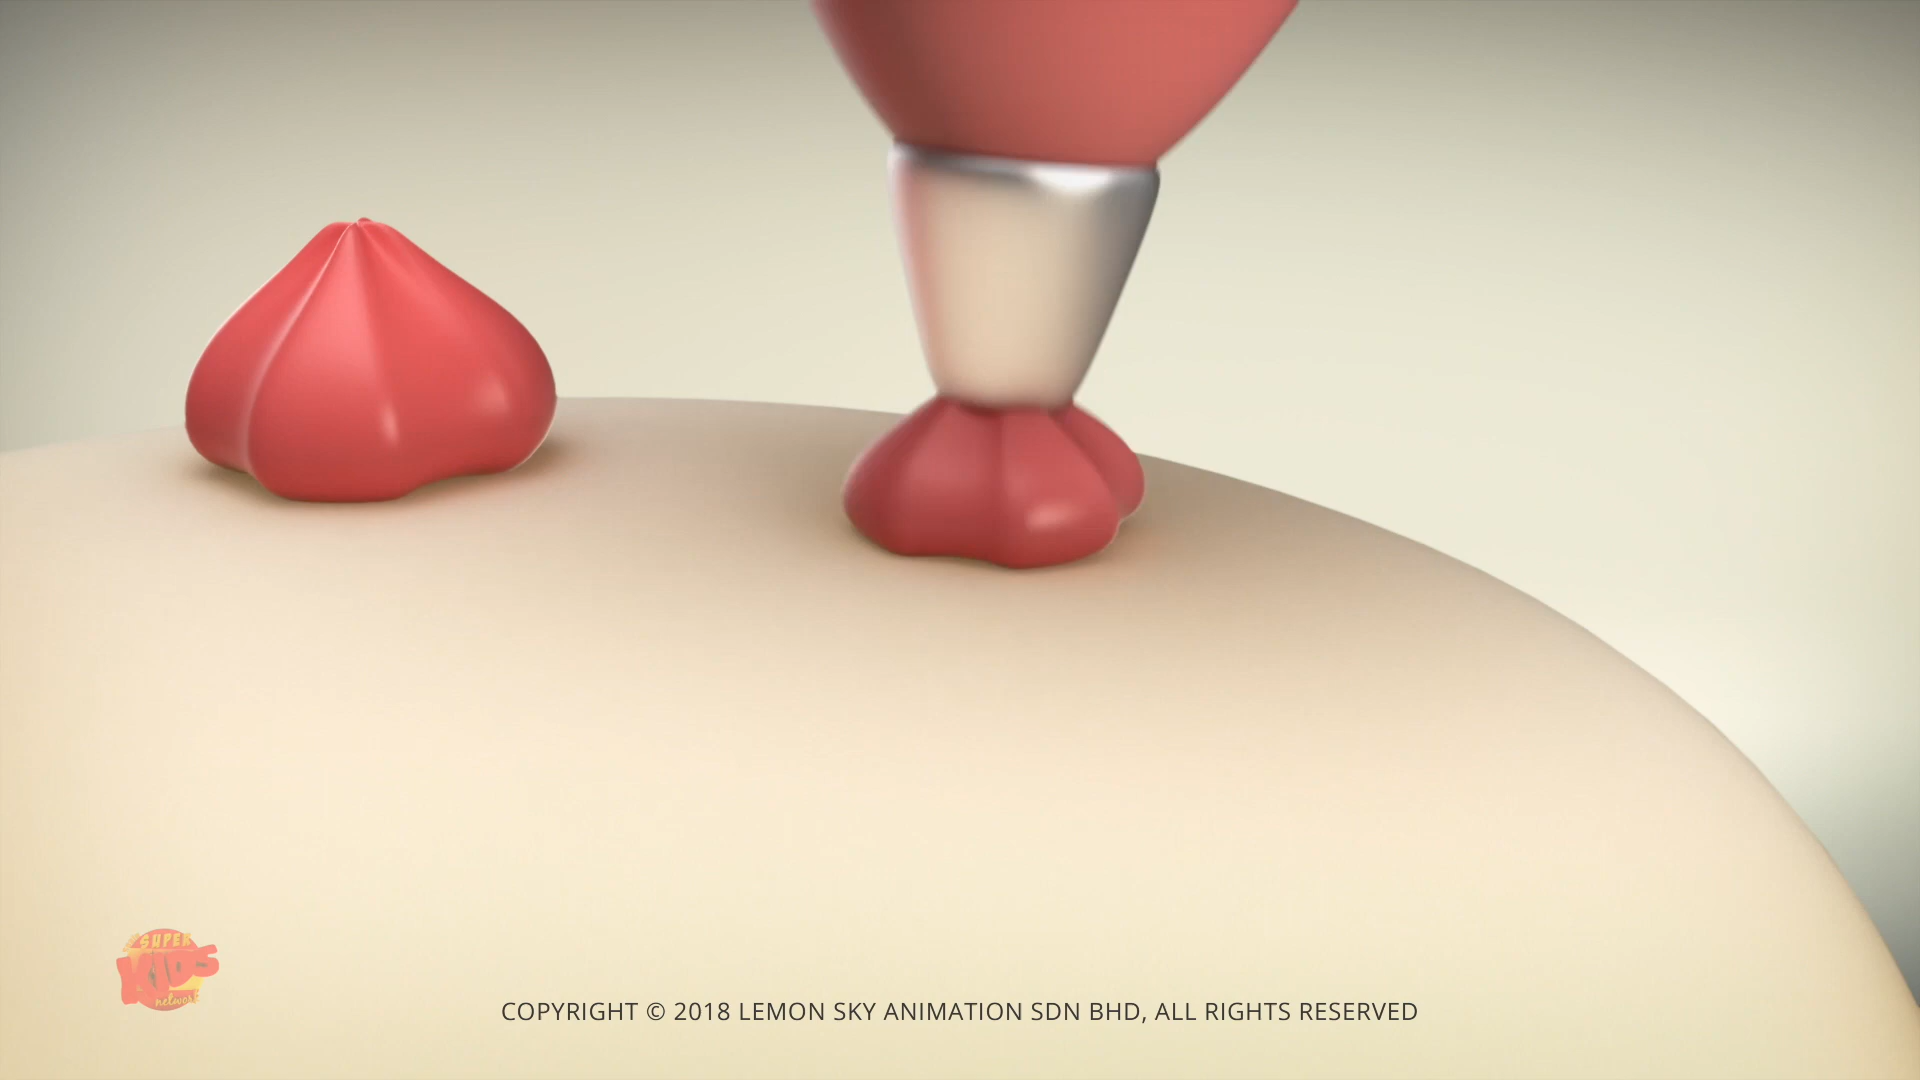 SUPER
KIDS
network
COPYRIGHT © 2018 LEMON SKY ANIMATION SDN BHD, ALL RIGHTS RESERVED